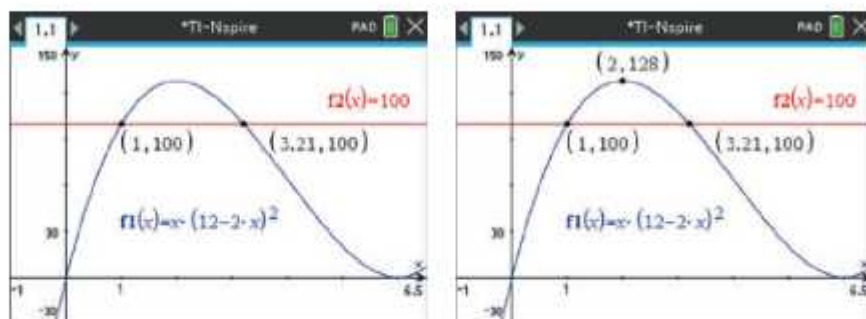 1.1 *TI-Nspire RAD
150 y
f2(x)=100
(1,100) (3.21,100)
30
f1(x)=x·(12-2·x)²
x
-1 1 6.5
-30
1.1 *TI-Nspire RAD
150 y
(2,128)
f2(x)=100
(1,100) (3.21,100)
30
f1(x)=x·(12-2·x)²
x
-1 1 6.5
-30